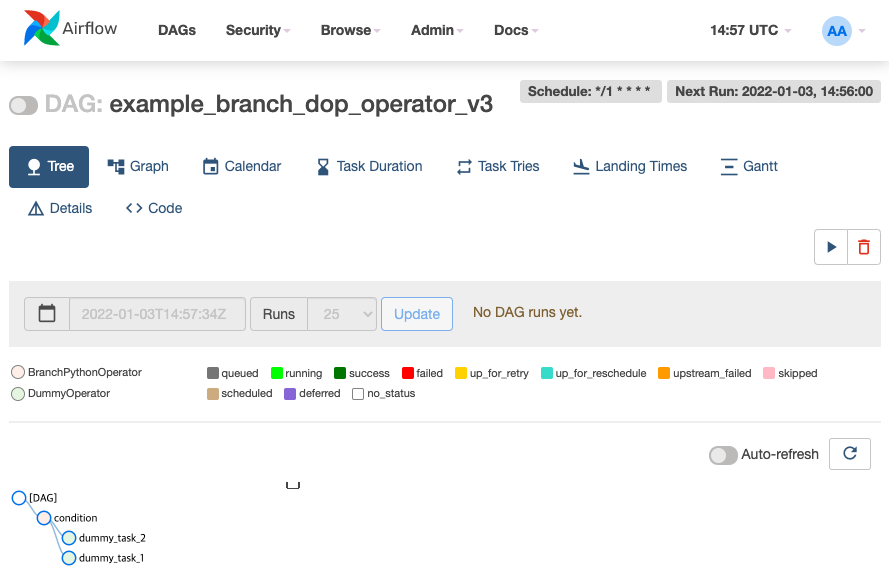 Airflow DAGs Security Browse Admin Docs 14:57 UTC AA
DAG: example_branch_dop_operator_v3 Schedule: */1 * * * * Next Run: 2022-01-03, 14:56:00
Tree Graph Calendar Task Duration Task Tries Landing Times Gantt
Details Code
2022-01-03T14:57:34Z Runs 25 Update No DAG runs yet.
BranchPythonOperator queued running success failed up_for_retry up_for_reschedule upstream_failed skipped
DummyOperator scheduled deferred no_status
Auto-refresh
[DAG]
condition
dummy_task_2
dummy_task_1